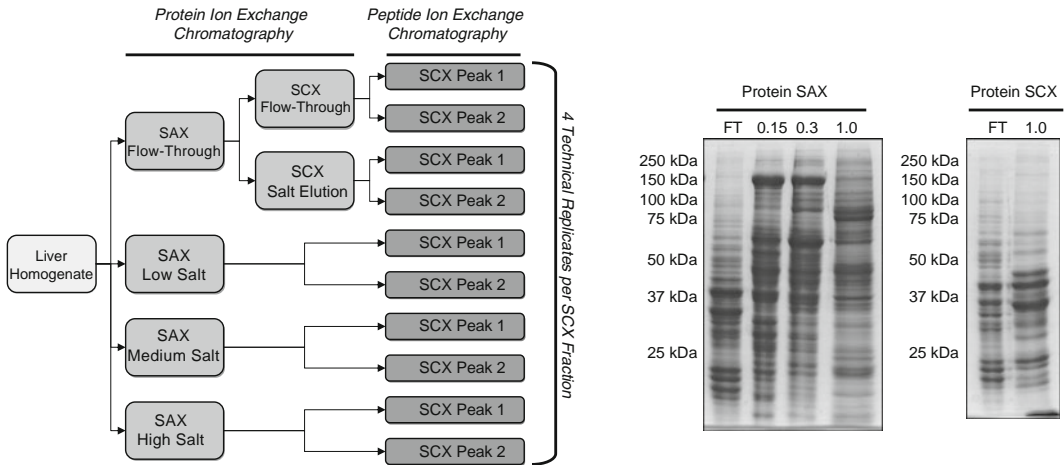 Protein Ion Exchange
Chromatography
Peptide Ion Exchange
Chromatography
Liver
Homogenate
SAX
Flow-Through
SCX
Flow-Through
SCX Peak 1
SCX Peak 2
SCX
Salt Elution
SCX Peak 1
SCX Peak 2
SAX
Low Salt
SCX Peak 1
SCX Peak 2
SAX
Medium Salt
SCX Peak 1
SCX Peak 2
SAX
High Salt
SCX Peak 1
SCX Peak 2
4 Technical Replicates per SCX Fraction
Protein SAX
FT 0.15 0.3 1.0
250 kDa
150 kDa
100 kDa
75 kDa
50 kDa
37 kDa
25 kDa
Protein SCX
FT 1.0
250 kDa
150 kDa
100 kDa
75 kDa
50 kDa
37 kDa
25 kDa